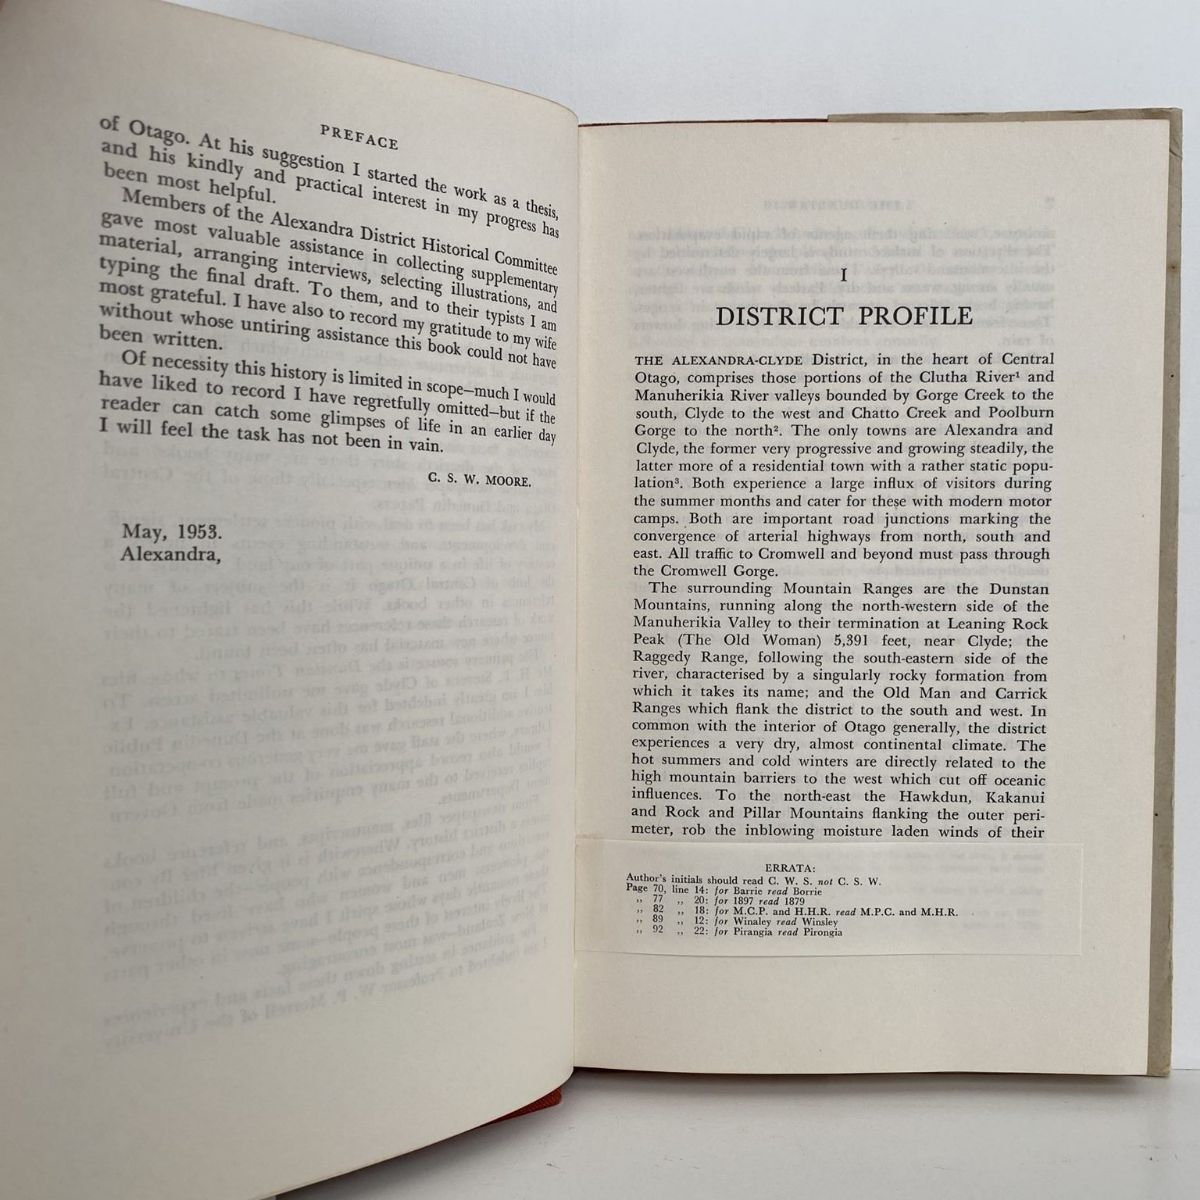 PREFACE
of Otago. At his suggestion I started the work as a thesis,
and his kindly and practical interest in my progress has
been most helpful.
Members of the Alexandra District Historical Committee
gave most valuable assistance in collecting supplementary
material, arranging interviews, selecting illustrations, and
typing the final draft. To them, and to their typists I am
most grateful. I have also to record my gratitude to my wife
without whose untiring assistance this book could not have
been written.
Of necessity this history is limited in scope—much I would
have liked to record I have regretfully omitted—but if the
reader can catch some glimpses of life in an earlier day
I will feel the task has not been in vain.
C. S. W. MOORE.
May, 1953.
Alexandra,
I
DISTRICT PROFILE
THE ALEXANDRA-CLYDE District, in the heart of Central
Otago, comprises those portions of the Clutha River¹ and
Manuherikia River valleys bounded by Gorge Creek to the
south, Clyde to the west and Chatto Creek and Poolburn
Gorge to the north². The only towns are Alexandra and
Clyde, the former very progressive and growing steadily, the
latter more of a residential town with a rather static popu-
lation³. Both experience a large influx of visitors during
the summer months and cater for these with modern motor
camps. Both are important road junctions marking the
convergence of arterial highways from north, south and
east. All traffic to Cromwell and beyond must pass through
the Cromwell Gorge.
The surrounding Mountain Ranges are the Dunstan
Mountains, running along the north-western side of the
Manuherikia Valley to their termination at Leaning Rock
Peak (The Old Woman) 5,391 feet, near Clyde; the
Raggedy Range, following the south-eastern side of the
river, characterised by a singularly rocky formation from
which it takes its name; and the Old Man and Carrick
Ranges which flank the district to the south and west. In
common with the interior of Otago generally, the district
experiences a very dry, almost continental climate. The
hot summers and cold winters are directly related to the
high mountain barriers to the west which cut off oceanic
influences. To the north-east the Hawkdun, Kakanui
and Rock and Pillar Mountains flanking the outer peri-
meter, rob the inblowing moisture laden winds of their
ERRATA:
Author's initials should read C. W. S. not C. S. W.
Page 70, line 14: for Barrie read Borrie
,, 77 ,, 20: for 1897 read 1879
,, 82 ,, 18: for M.C.P. and H.H.R. read M.P.C. and M.H.R.
,, 89 ,, 12: for Winaley read Winsley
,, 92 ,, 22: for Pirangia read Pirongia